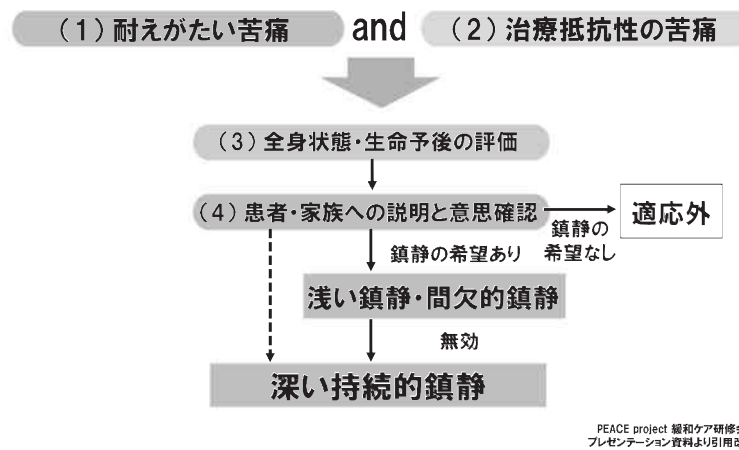 （1）耐えがたい苦痛 and （2）治療抵抗性の苦痛
（3）全身状態・生命予後の評価
（4）患者・家族への説明と意思確認
適応外
鎮静の
希望なし
鎮静の希望あり
浅い鎮静・間欠的鎮静
無効
深い持続的鎮静
PEACE project 緩和ケア研修
プレゼンテーション資料より引用